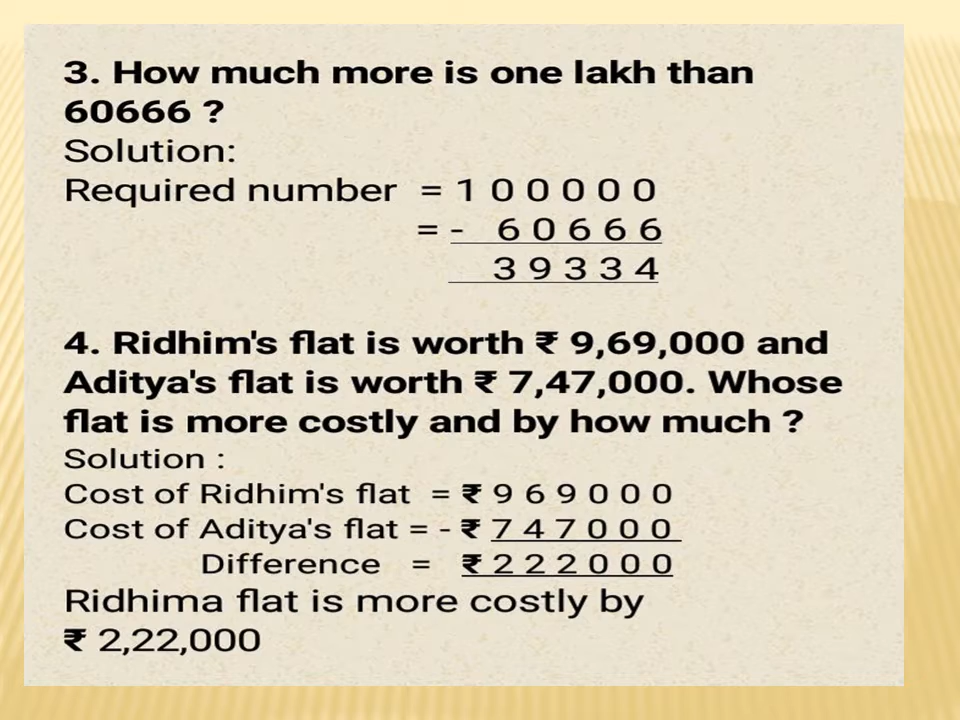 3. How much more is one lakh than
60666 ?
Solution:
Required number = 1 0 0 0 0 0
= - 6 0 6 6 6
3 9 3 3 4
4. Ridhim's flat is worth ₹ 9,69,000 and
Aditya's flat is worth ₹ 7,47,000. Whose
flat is more costly and by how much ?
Solution :
Cost of Ridhim's flat = ₹ 9 6 9 0 0 0
Cost of Aditya's flat = - ₹ 7 4 7 0 0 0
Difference = ₹ 2 2 2 0 0 0
Ridhima flat is more costly by
₹ 2,22,000